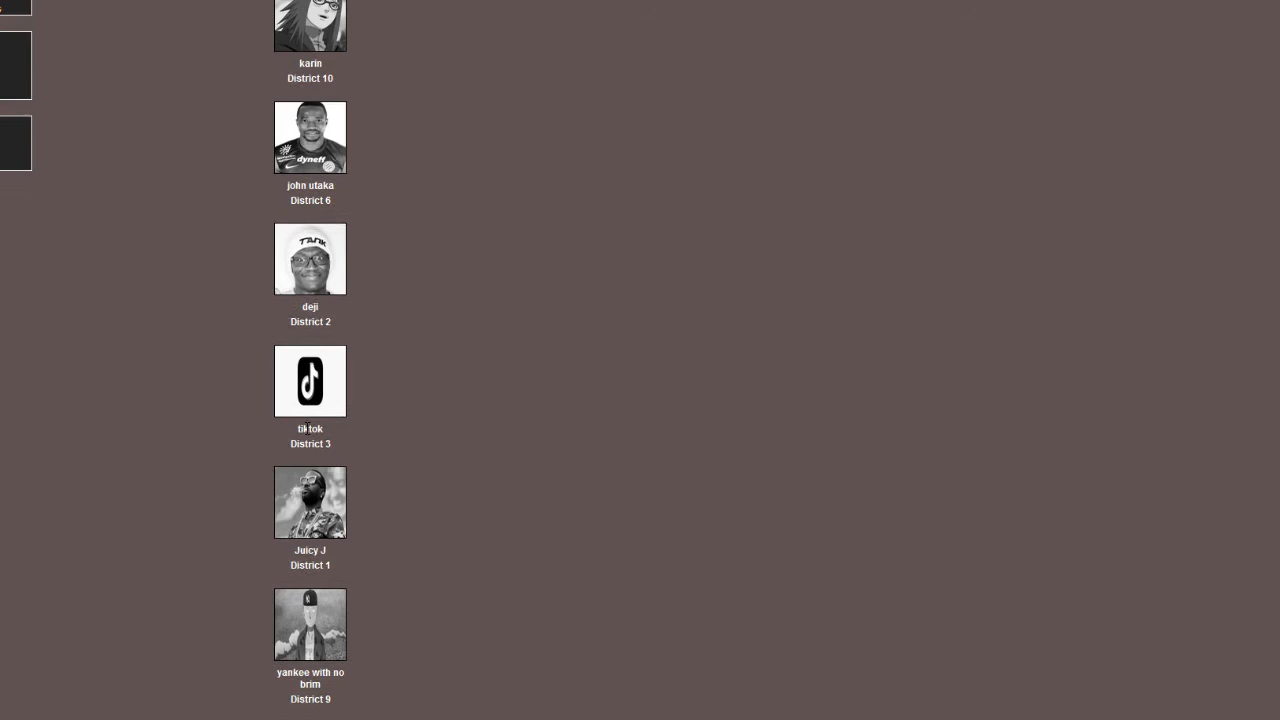 karin
District 10
dyneff
john utaka
District 6
TANK
deji
District 2
tiktok
District 3
Juicy J
District 1
yankee with no
brim
District 9